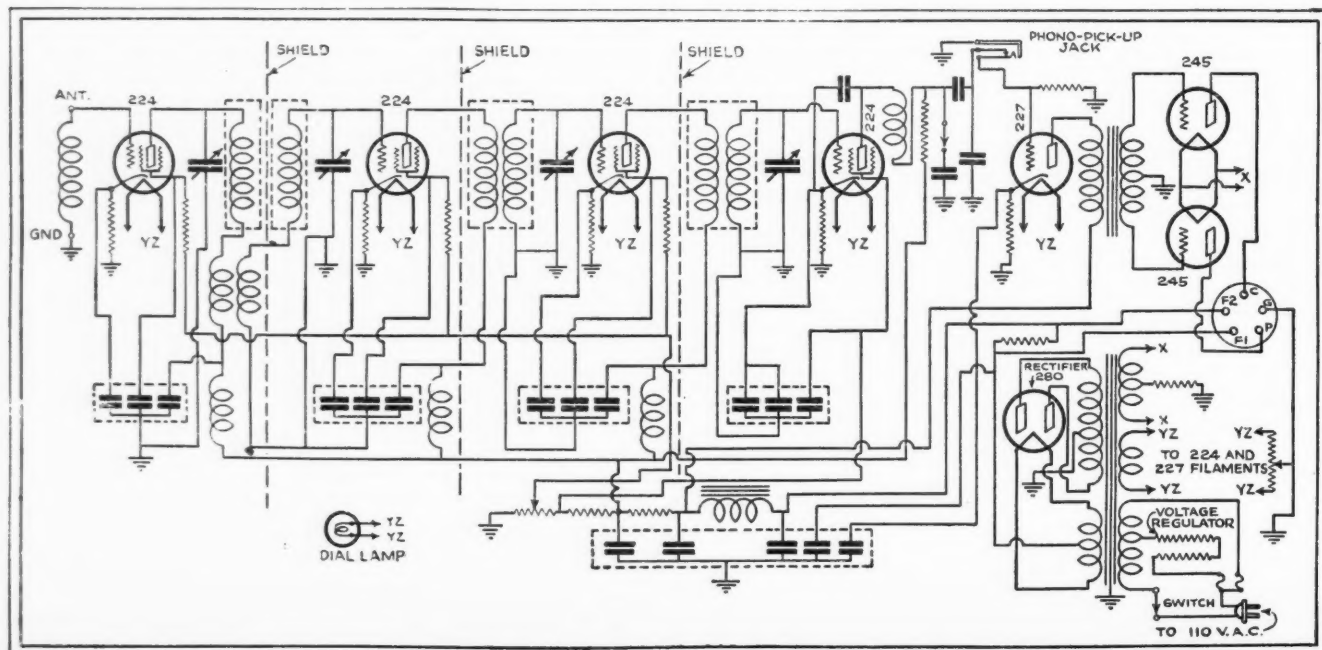 SHIELD
SHIELD
SHIELD
PHONO-PICK-UP
JACK
ANT.
224
224
224
224
227
245
X
GND
YZ
YZ
YZ
YZ
YZ
245
F2
C
G
F1
P
RECTIFIER
280
X
X
YZ
YZ
TO 224 AND
227 FILAMENTS
YZ
YZ
VOLTAGE
REGULATOR
YZ
YZ
DIAL LAMP
SWITCH
TO 110 V. A.C.